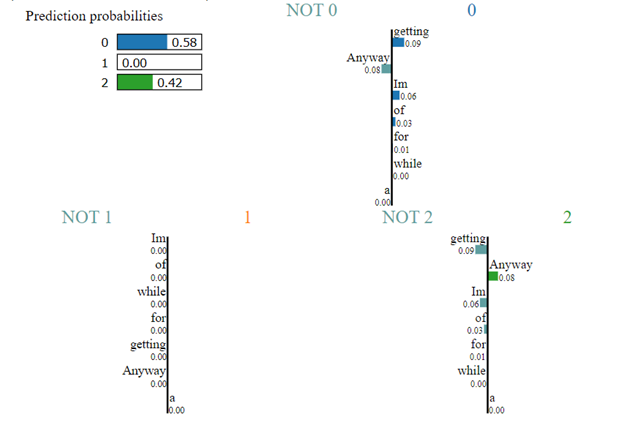 Prediction probabilities
0 0.58
1 0.00
2 0.42
NOT 0 0
getting
0.09
Anyway
0.08
Im
0.06
of
0.03
for
0.01
while
0.00
a
0.00
NOT 1 1
Im
0.00
of
0.00
while
0.00
for
0.00
getting
0.00
Anyway
0.00
a
0.00
NOT 2 2
getting
0.09
Anyway
0.08
Im
0.06
of
0.03
for
0.01
while
0.00
a
0.00